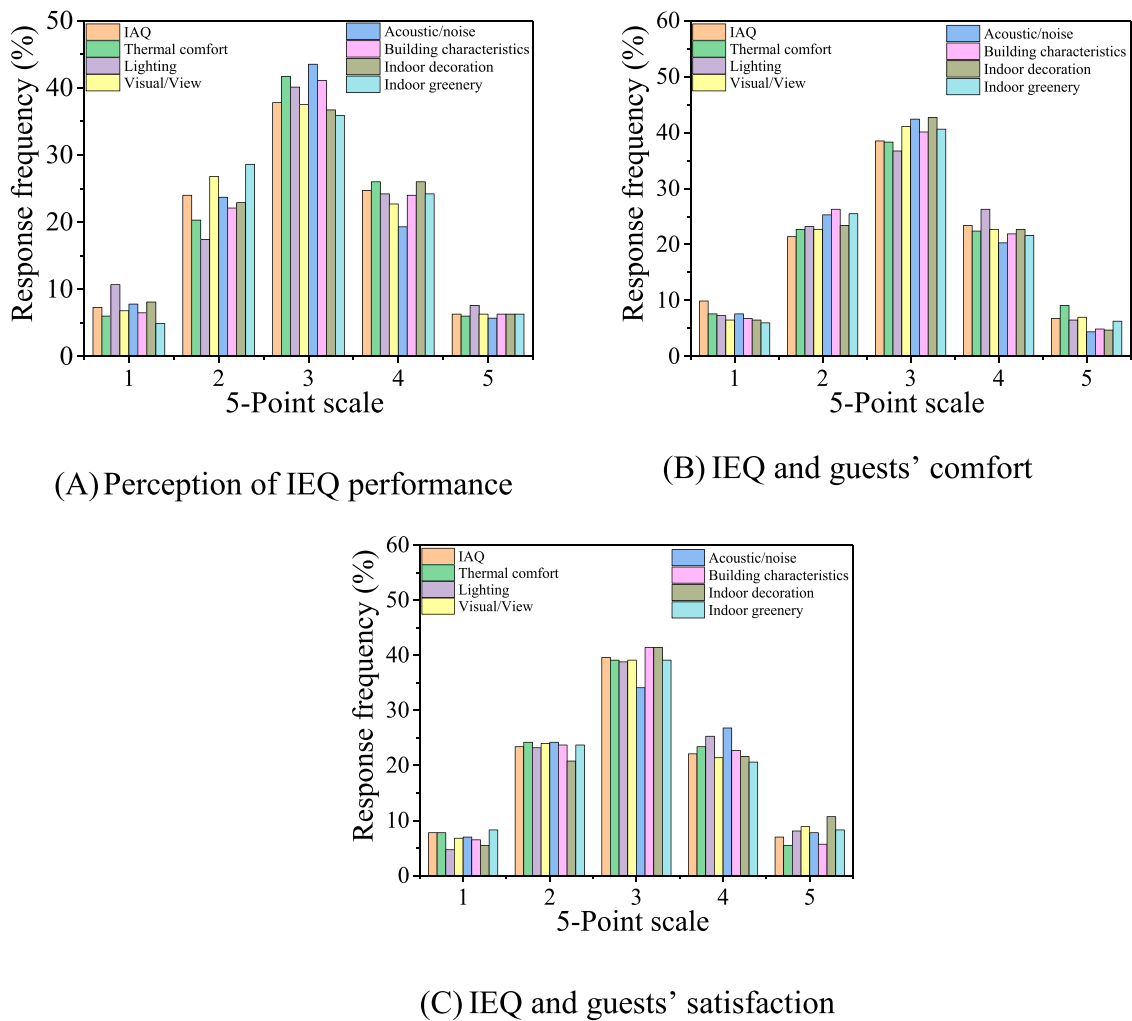 50
40
30
20
10
0
Response frequency (%)
IAQ
Thermal comfort
Lighting
Visual/View
Acoustic/noise
Building characteristics
Indoor decoration
Indoor greenery
1 2 3 4 5
5-Point scale
(A) Perception of IEQ performance
60
50
40
30
20
10
0
Response frequency (%)
IAQ
Thermal comfort
Lighting
Visual/View
Acoustic/noise
Building characteristics
Indoor decoration
Indoor greenery
1 2 3 4 5
5-Point scale
(B) IEQ and guests’ comfort
60
50
40
30
20
10
0
Response frequency (%)
IAQ
Thermal comfort
Lighting
Visual/View
Acoustic/noise
Building characteristics
Indoor decoration
Indoor greenery
1 2 3 4 5
5-Point scale
(C) IEQ and guests’ satisfaction